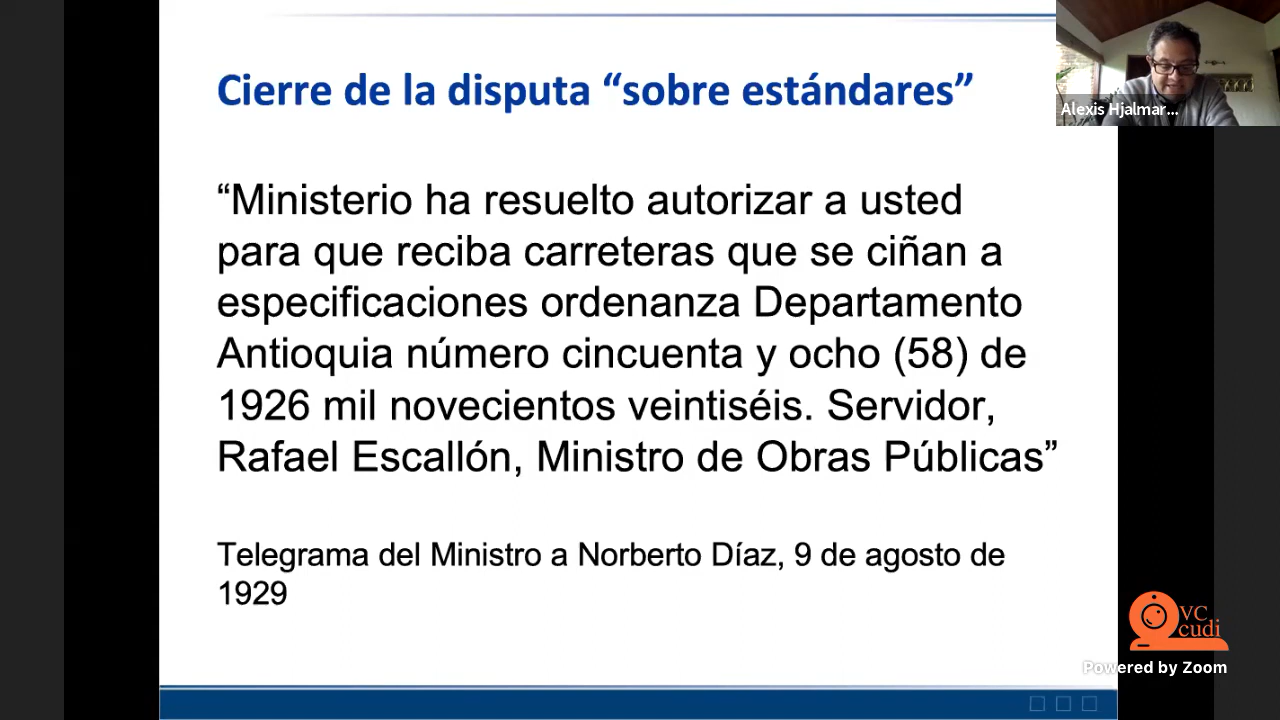 Cierre de la disputa “sobre estándares”
Alexis Hjalmar...
“Ministerio ha resuelto autorizar a usted
para que reciba carreteras que se ciñan a
especificaciones ordenanza Departamento
Antioquia número cincuenta y ocho (58) de
1926 mil novecientos veintiséis. Servidor,
Rafael Escallón, Ministro de Obras Públicas”
Telegrama del Ministro a Norberto Díaz, 9 de agosto de
1929
VC
cudi
Powered by Zoom